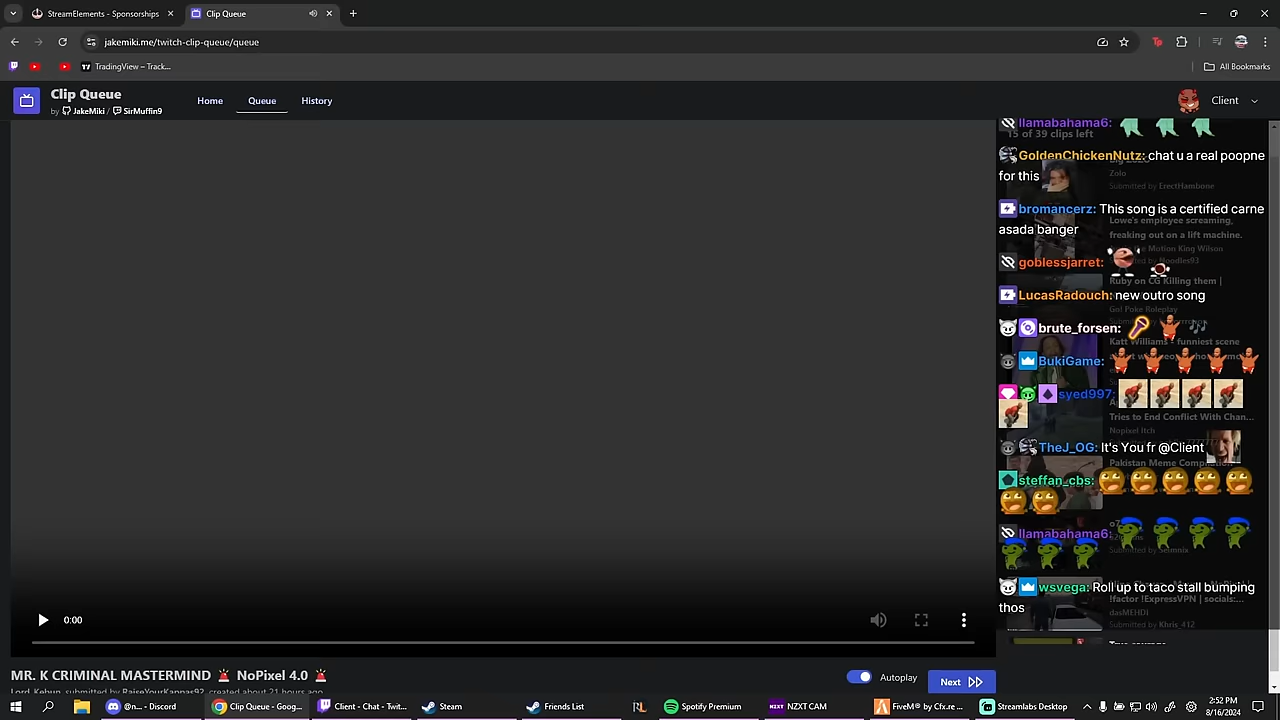 StreamElements - Sponsorships
Clip Queue
jakemiki.me/twitch-clip-queue/queue
TradingView – Track...
All Bookmarks
Clip Queue
by JakeMiki / SirMuffin9
Home
Queue
History
Client
llamabahama6:
15 of 39 clips left
GoldenChickenNutz: chat u a real poopne
for this
Zolo
Submitted by ErectHambone
bromancerz: This song is a certified carne
asada banger
Lowe's employee screaming,
freaking out on a lift machine.
Motion King Wilson
goblessjarret:
Ruby on CG Killing them |
LucasRadouch: new outro song
Go! Poke Roleplay
brute_forsen:
Katt Williams - funniest scene
BukiGame:
syed997:
Tries to End Conflict With Chan...
Nopixel Itch
TheJ_OG: It's You fr @Client
Pakistan Meme
steffan_cbs:
llamabahama6:
wsvega: Roll up to taco stall bumping
thos
!factor !ExpressVPN | socials:...
dasMEHDI
Submitted by Khris_412
0:00
MR. K CRIMINAL MASTERMIND 🚨 NoPixel 4.0 🚨
Lord_Kebun, submitted by RaiseYourKappas92, created about 21 hours ago
Autoplay
Next
@n... - Discord
Clip Queue - Goog...
Client - Chat - Twit...
Steam
Friends List
Spotify Premium
NZXT CAM
FiveM® by Cfx.re ...
Streamlabs Desktop
2:52 PM
8/16/2024